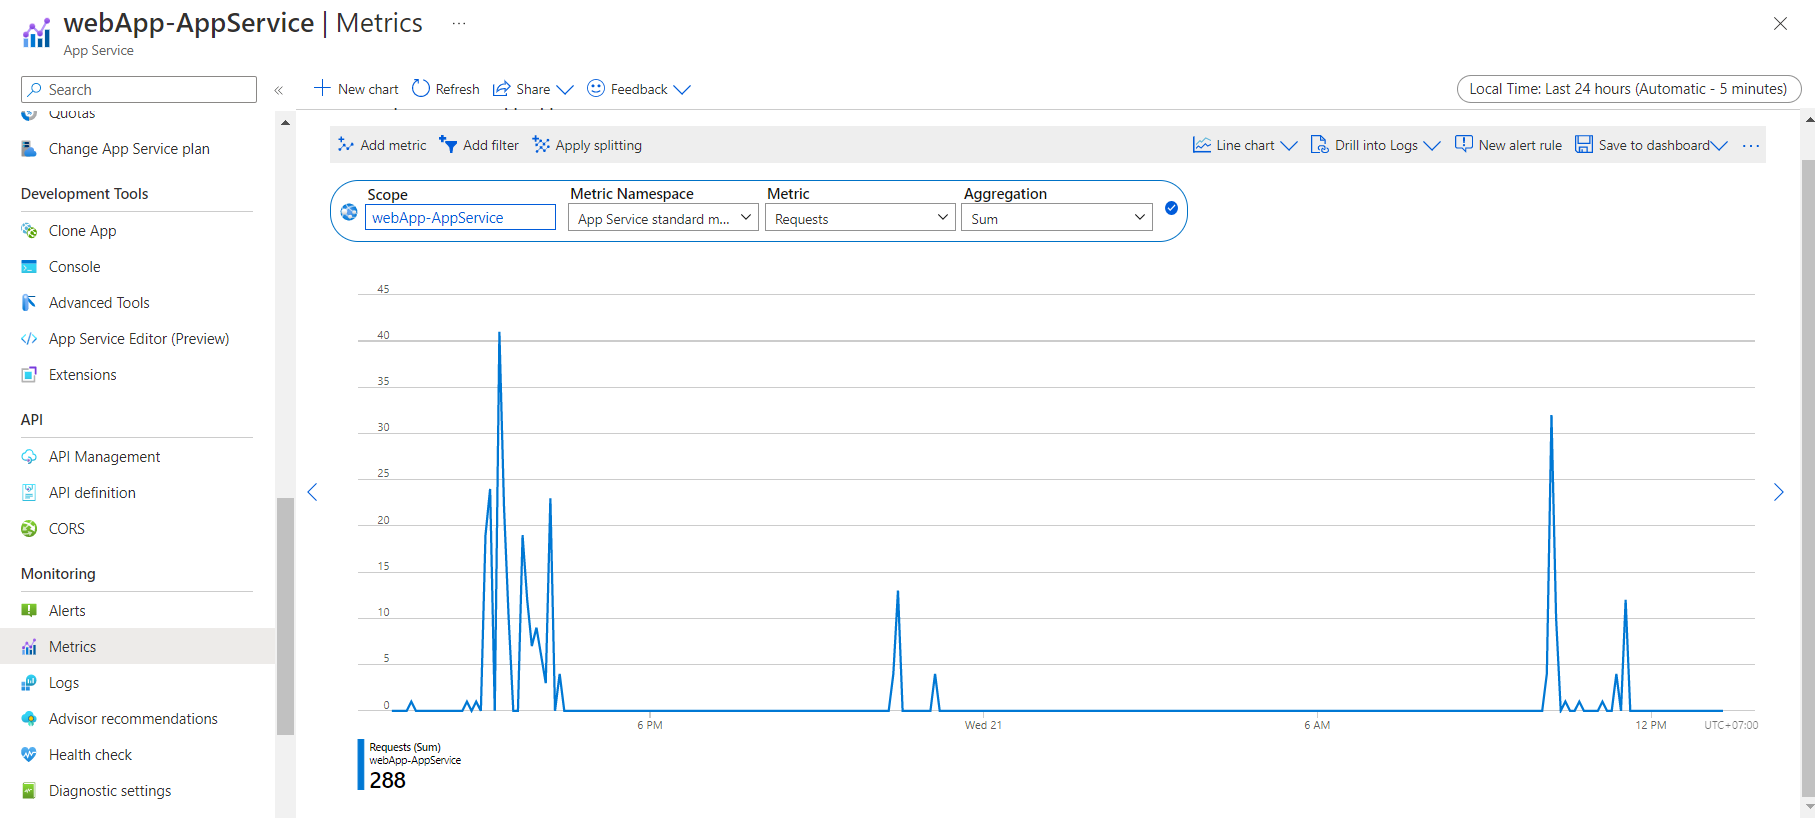 webApp-AppService | Metrics ...
App Service
Search
«
New chart
Refresh
Share
Feedback
Local Time: Last 24 hours (Automatic - 5 minutes)
Quotas
Change App Service plan
Development Tools
Clone App
Console
Advanced Tools
App Service Editor (Preview)
Extensions
API
API Management
API definition
CORS
Monitoring
Alerts
Metrics
Logs
Advisor recommendations
Health check
Diagnostic settings
Add metric
Add filter
Apply splitting
Line chart
Drill into Logs
New alert rule
Save to dashboard
...
Scope
webApp-AppService
Metric Namespace
App Service standard m...
Metric
Requests
Aggregation
Sum
45
40
35
30
25
20
15
10
5
0
6 PM
Wed 21
6 AM
12 PM
UTC+07:00
Requests (Sum)
webApp-AppService
288